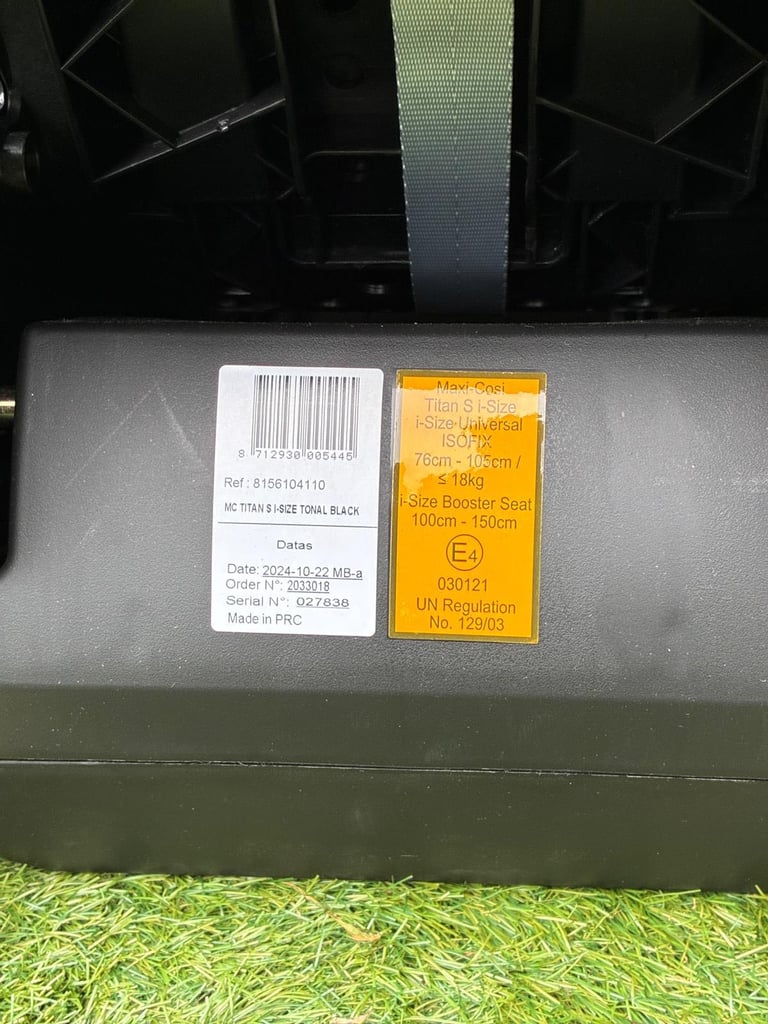 8 712930 005445
Ref : 8156104110
MC TITAN S I-SIZE TONAL BLACK
Datas
Date: 2024-10-22 MB-a
Order N°: 2033018
Serial N°: 027838
Made in PRC
Maxi-Cosi
Titan S i-Size
i-Size Universal
ISOFIX
76cm - 105cm /
≤ 18kg
i-Size Booster Seat
100cm - 150cm
E4
030121
UN Regulation
No. 129/03